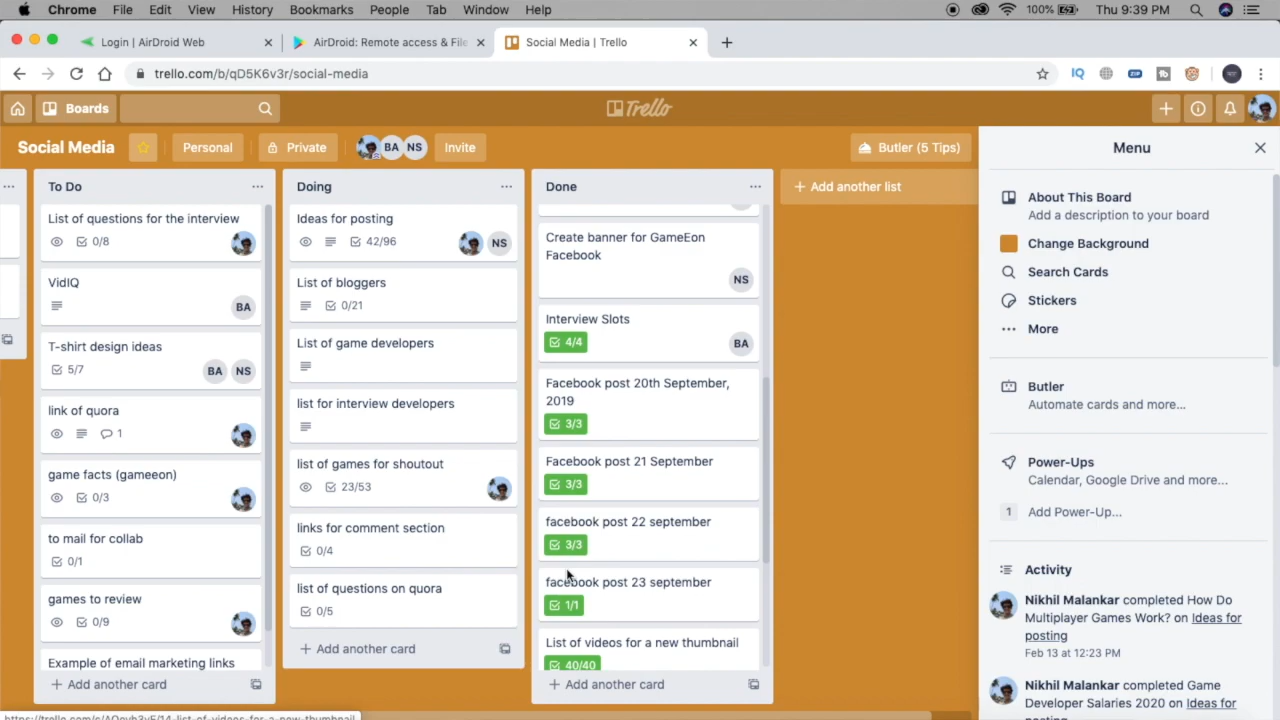 Chrome File Edit View History Bookmarks People Tab Window Help 100% Thu 9:39 PM
Login | AirDroid Web AirDroid: Remote access & File Social Media | Trello
trello.com/b/qD5K6v3r/social-media IQ ZIP
Boards Trello
Social Media Personal Private BA NS Invite Butler (5 Tips)
To Do
List of questions for the interview
0/8
VidIQ
BA
T-shirt design ideas
5/7 BA NS
link of quora
1
game facts (gameeon)
0/3
to mail for collab
0/1
games to review
0/9
Example of email marketing links
+ Add another card
Doing
Ideas for posting
42/96 NS
List of bloggers
0/21
List of game developers
list for interview developers
list of games for shoutout
23/53
links for comment section
0/4
list of questions on quora
0/5
+ Add another card
Done
Create banner for GameEon
Facebook
NS
Interview Slots
4/4 BA
Facebook post 20th September,
2019
3/3
Facebook post 21 September
3/3
facebook post 22 september
3/3
facebook post 23 september
1/1
List of videos for a new thumbnail
40/40
+ Add another card
+ Add another list
Menu
About This Board
Add a description to your board
Change Background
Search Cards
Stickers
More
Butler
Automate cards and more...
Power-Ups
Calendar, Google Drive and more...
1 Add Power-Up...
Activity
Nikhil Malankar completed How Do
Multiplayer Games Work? on Ideas for
posting
Feb 13 at 12:23 PM
Nikhil Malankar completed Game
Developer Salaries 2020 on Ideas for